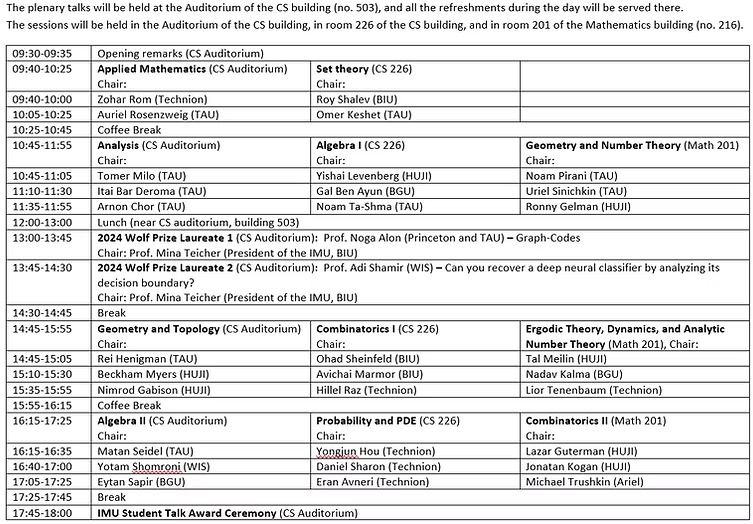 The plenary talks will be held at the Auditorium of the CS building (no. 503), and all the refreshments during the day will be served there.
The sessions will be held in the Auditorium of the CS building, in room 226 of the CS building, and in room 201 of the Mathematics building (no. 216).
09:30-09:35 Opening remarks (CS Auditorium)
09:40-10:25 Applied Mathematics (CS Auditorium) Set theory (CS 226)
Chair: Chair:
09:40-10:00 Zohar Rom (Technion) Roy Shalev (BIU)
10:05-10:25 Auriel Rosenzweig (TAU) Omer Keshet (TAU)
10:25-10:45 Coffee Break
10:45-11:55 Analysis (CS Auditorium) Algebra I (CS 226) Geometry and Number Theory (Math 201)
Chair: Chair: Chair:
10:45-11:05 Tomer Milo (TAU) Yishai Levenberg (HUJI) Noam Pirani (TAU)
11:10-11:30 Itai Bar Deroma (TAU) Gal Ben Ayun (BGU) Uriel Sinichkin (TAU)
11:35-11:55 Arnon Chor (TAU) Noam Ta-Shma (TAU) Ronny Gelman (HUJI)
12:00-13:00 Lunch (near CS auditorium, building 503)
13:00-13:45 2024 Wolf Prize Laureate 1 (CS Auditorium): Prof. Noga Alon (Princeton and TAU) – Graph-Codes
Chair: Prof. Mina Teicher (President of the IMU, BIU)
13:45-14:30 2024 Wolf Prize Laureate 2 (CS Auditorium): Prof. Adi Shamir (WIS) – Can you recover a deep neural classifier by analyzing its
decision boundary?
Chair: Prof. Mina Teicher (President of the IMU, BIU)
14:30-14:45 Break
14:45-15:55 Geometry and Topology (CS Auditorium) Combinatorics I (CS 226) Ergodic Theory, Dynamics, and Analytic
Chair: Chair: Number Theory (Math 201), Chair:
14:45-15:05 Rei Henigman (TAU) Ohad Sheinfeld (BIU) Tal Meilin (HUJI)
15:10-15:30 Beckham Myers (HUJI) Avichai Marmor (BIU) Nadav Kalma (BGU)
15:35-15:55 Nimrod Gabison (HUJI) Hillel Raz (Technion) Lior Tenenbaum (Technion)
15:55-16:15 Coffee Break
16:15-17:25 Algebra II (CS Auditorium) Probability and PDE (CS 226) Combinatorics II (Math 201)
Chair: Chair: Chair:
16:15-16:35 Matan Seidel (TAU) Yongjun Hou (Technion) Lazar Guterman (HUJI)
16:40-17:00 Yotam Shomroni (WIS) Daniel Sharon (Technion) Jonatan Kogan (HUJI)
17:05-17:25 Eytan Sapir (BGU) Eran Avneri (Technion) Michael Trushkin (Ariel)
17:25-17:45 Break
17:45-18:00 IMU Student Talk Award Ceremony (CS Auditorium)